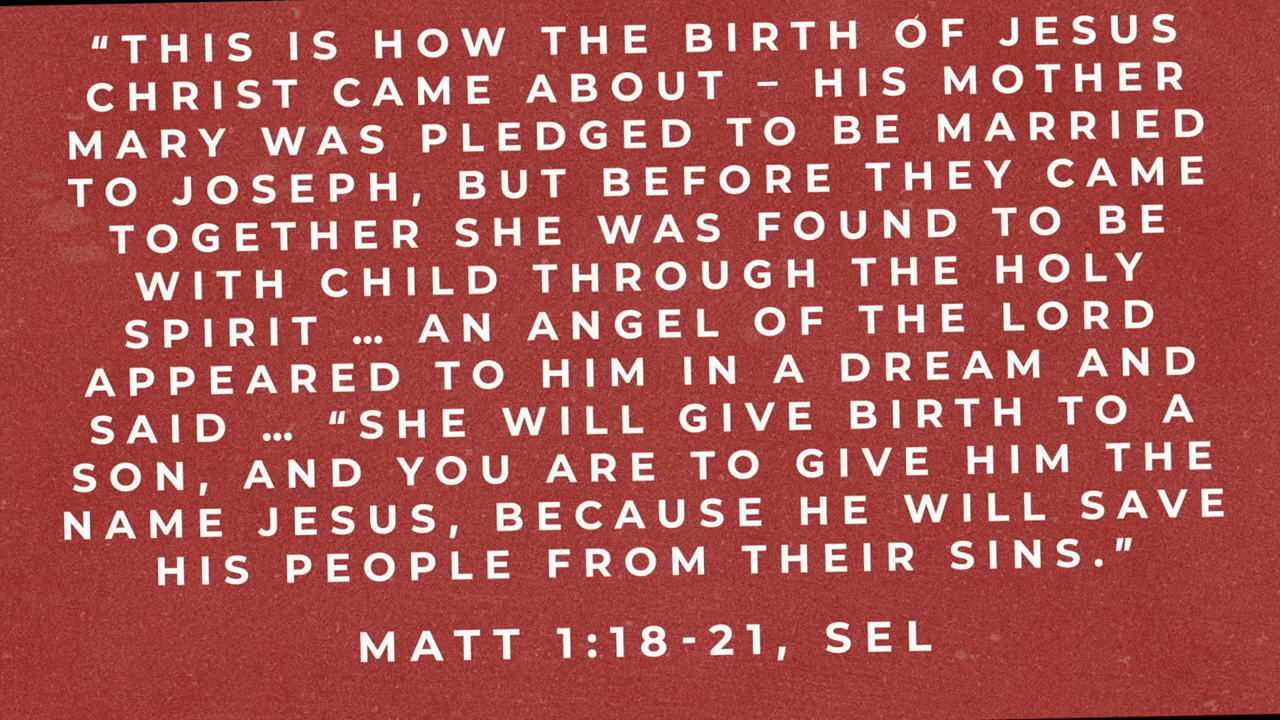 “THIS IS HOW THE BIRTH OF JESUS
CHRIST CAME ABOUT – HIS MOTHER
MARY WAS PLEDGED TO BE MARRIED
TO JOSEPH, BUT BEFORE THEY CAME
TOGETHER SHE WAS FOUND TO BE
WITH CHILD THROUGH THE HOLY
SPIRIT … AN ANGEL OF THE LORD
APPEARED TO HIM IN A DREAM AND
SAID … “SHE WILL GIVE BIRTH TO A
SON, AND YOU ARE TO GIVE HIM THE
NAME JESUS, BECAUSE HE WILL SAVE
HIS PEOPLE FROM THEIR SINS.”
MATT 1:18-21, SEL